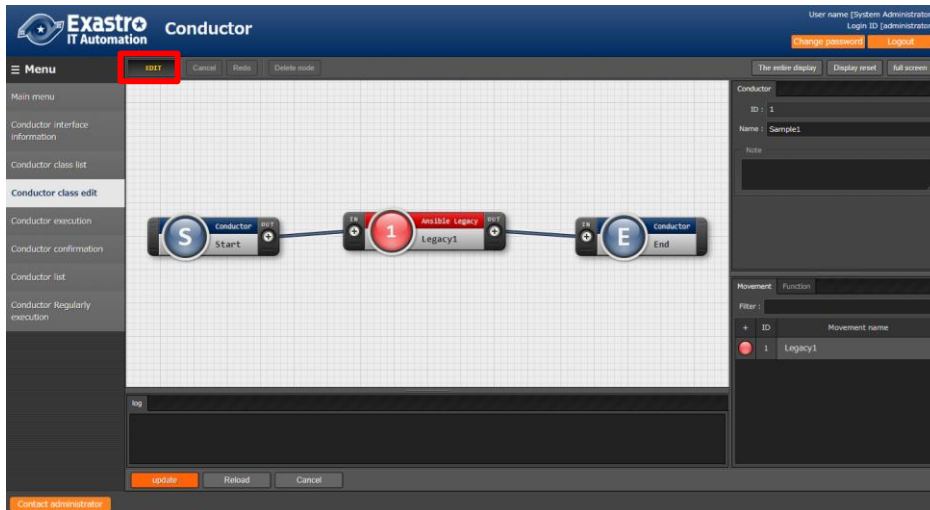 Exastro
IT Automation
Conductor
User name [System Administrator
Login ID [administrator
Change password
Logout
Menu
EDIT
Cancel
Redo
Delete node
The entire display
Display reset
full screen
Main menu
Conductor interface
information
Conductor class list
Conductor class edit
Conductor execution
Conductor confirmation
Conductor list
Conductor Regularly
execution
S
Conductor
Start
OUT
IN
1
Ansible Legacy
Legacy1
OUT
IN
E
Conductor
End
Conductor
ID : 1
Name : Sample1
Note
Movement
Function
Filter :
+ ID Movement name
1 Legacy1
log
update
Reload
Cancel
Contact administrator